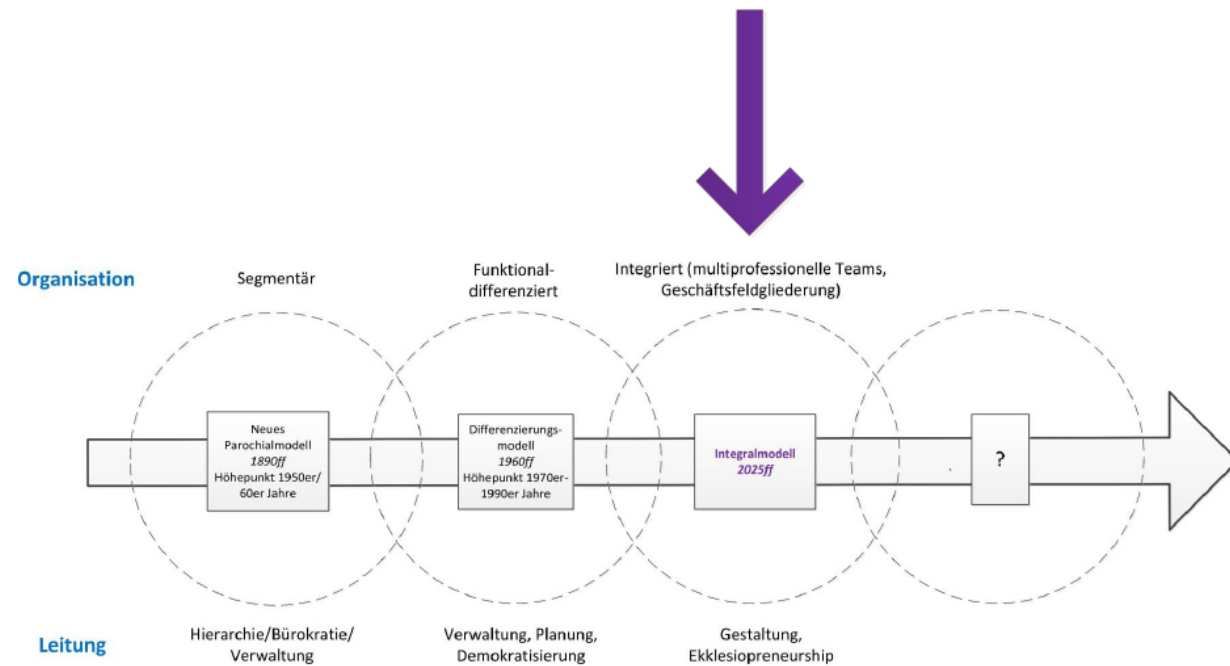 Organisation
Segmentär
Funktional-
differenziert
Integriert (multiprofessionelle Teams,
Geschäftsfeldgliederung)
Neues
Parochialmodell
1890ff
Höhepunkt 1950er/
60er Jahre
Differenzierungs-
modell
1960ff
Höhepunkt 1970er-
1990er Jahre
Integralmodell
2025ff
?
Leitung
Hierarchie/Bürokratie/
Verwaltung
Verwaltung, Planung,
Demokratisierung
Gestaltung,
Ekklesiopreneurship